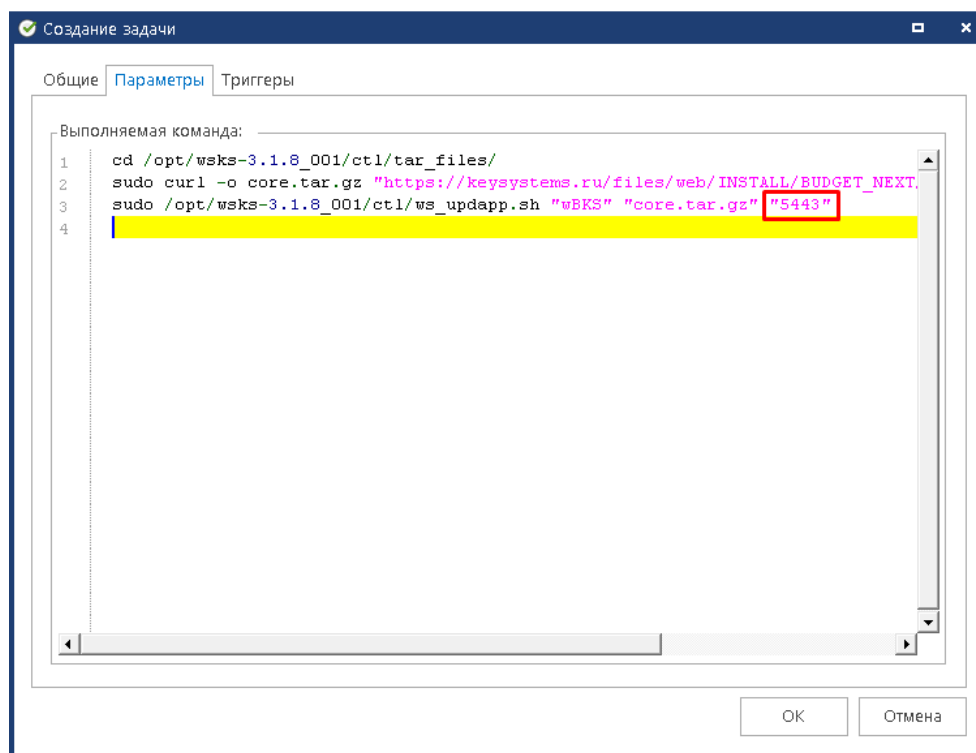 Создание задачи
Общие Параметры Триггеры
Выполняемая команда:
1 cd /opt/wsks-3.1.8_001/ctl/tar_files/
2 sudo curl -o core.tar.gz "https://keysystems.ru/files/web/INSTALL/BUDGET_NEXT
3 sudo /opt/wsks-3.1.8_001/ctl/ws_updapp.sh "wBKS" "core.tar.gz" "5443"
4
OK Отмена